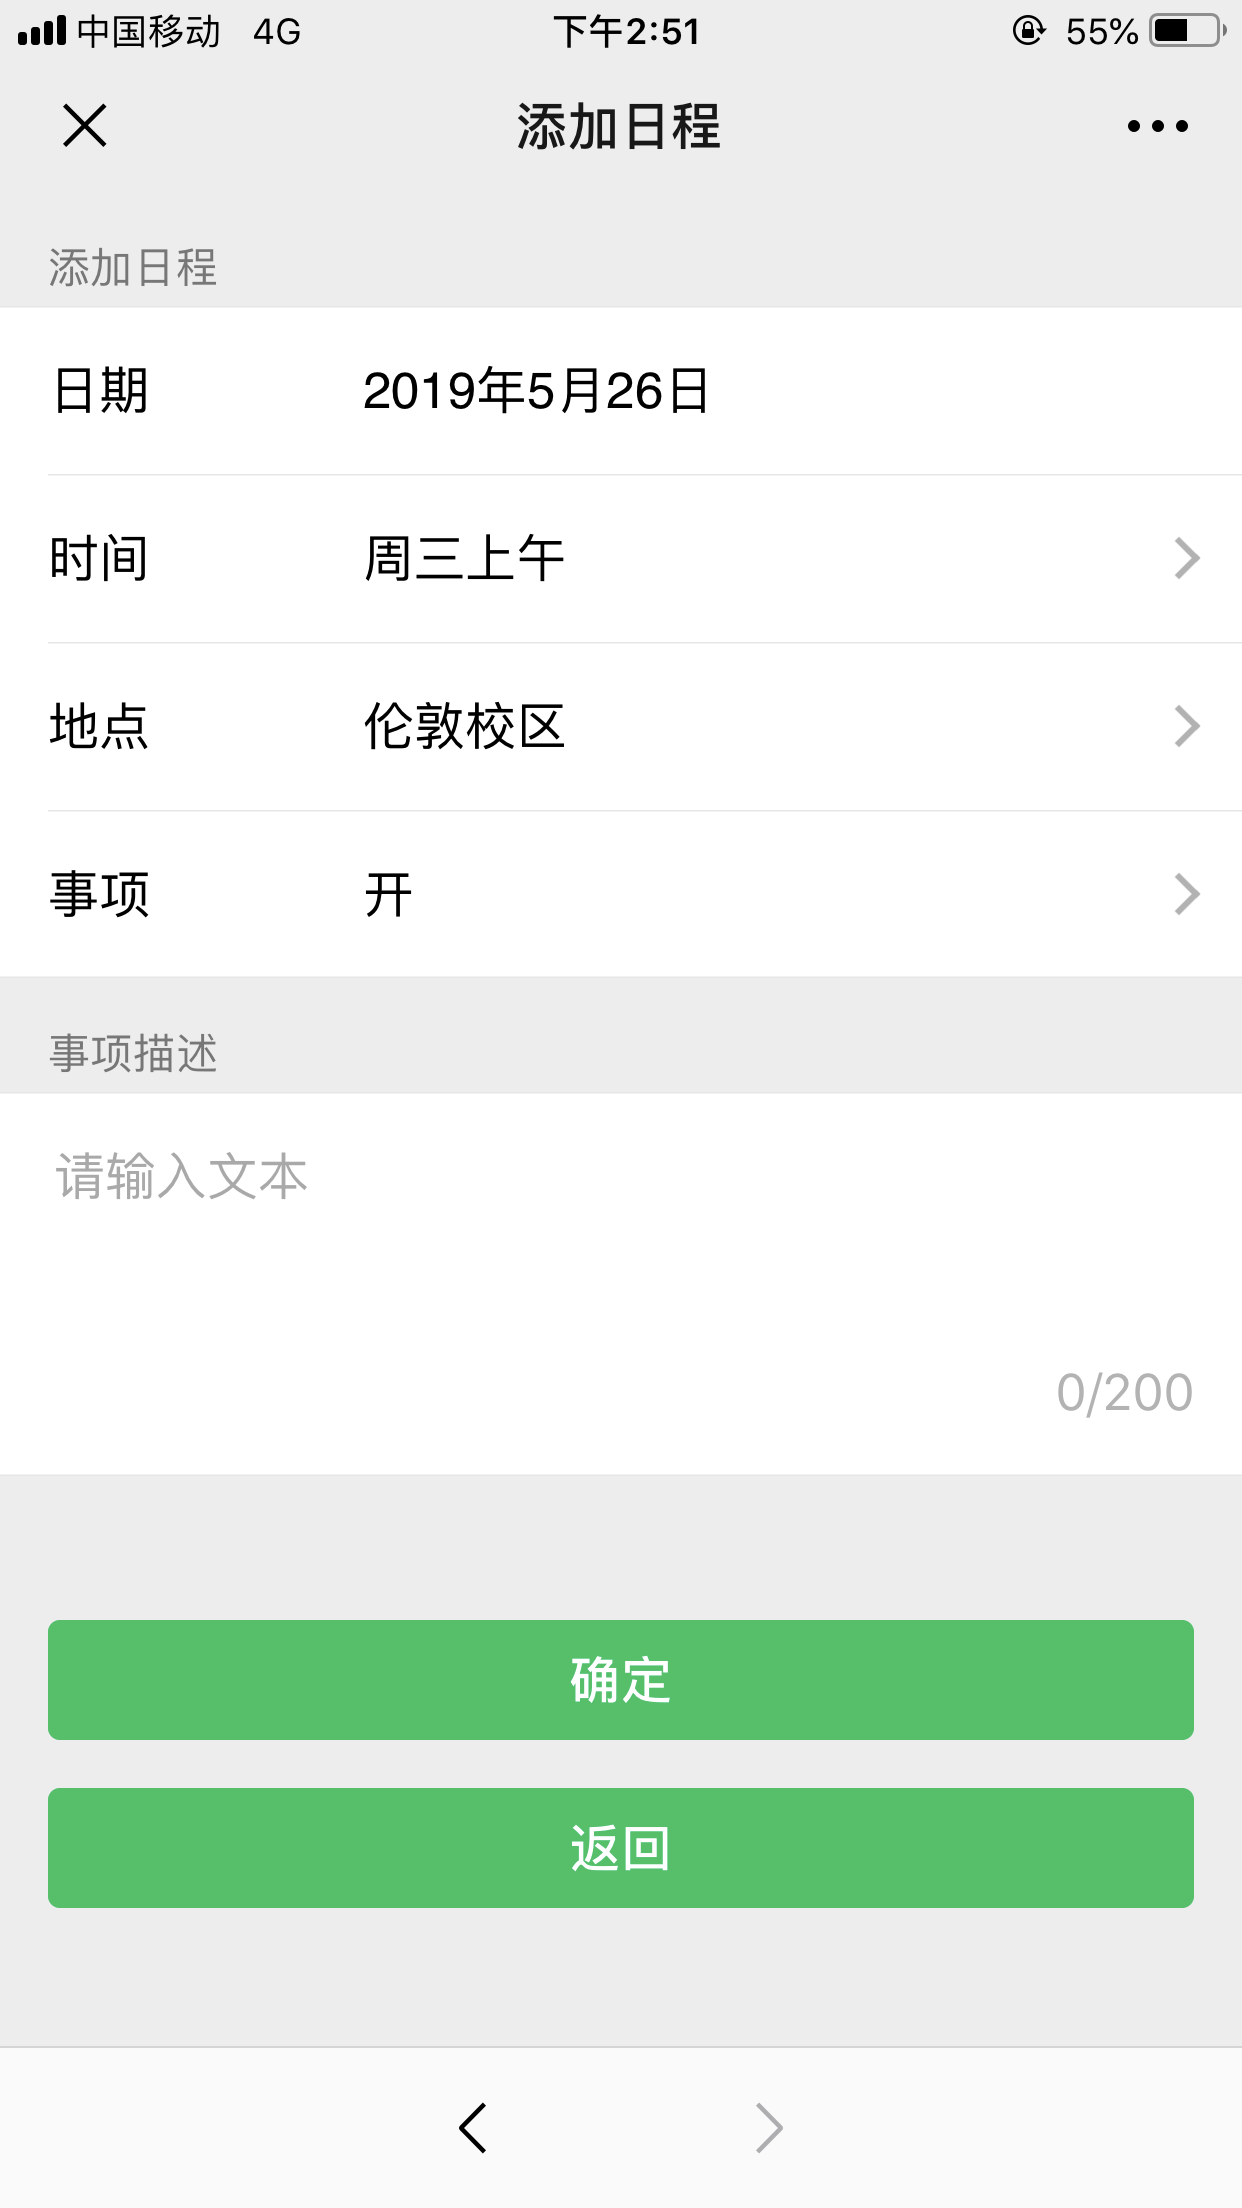 中国移动 4G 下午2:51 55%
添加日程
添加日程
日期 2019年5月26日
时间 周三上午
地点 伦敦校区
事项 开
事项描述
请输入文本
0/200
确定
返回